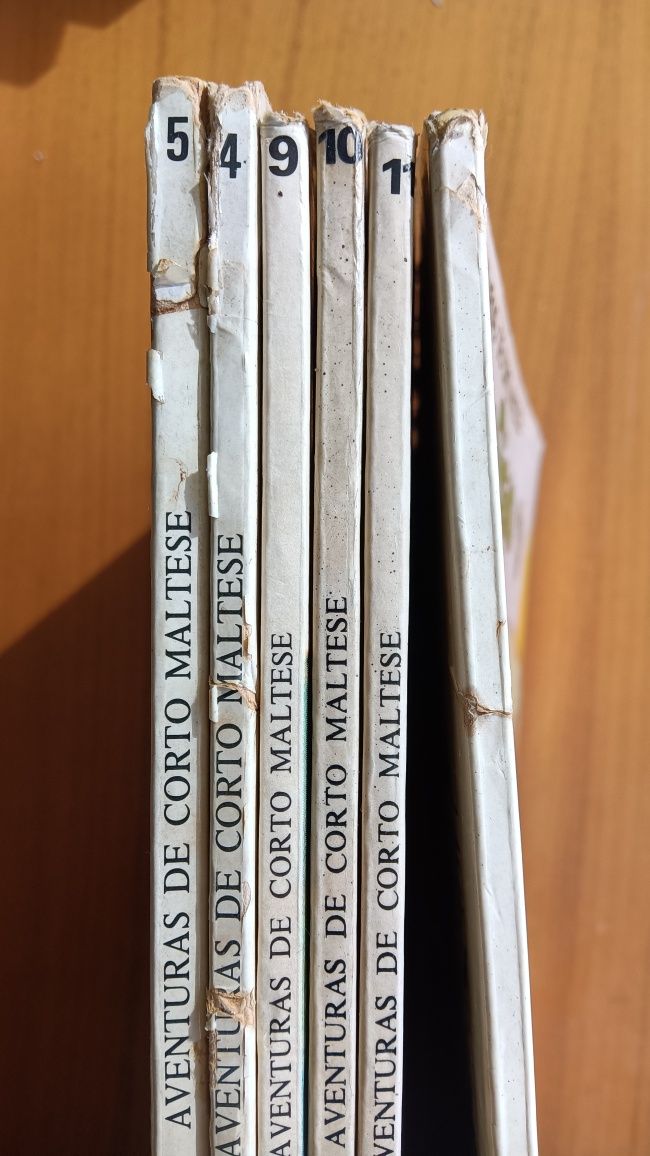 5
AVENTURAS DE CORTO MALTESE
4
AVENTURAS DE CORTO MALTESE
9
AVENTURAS DE CORTO MALTESE
10
AVENTURAS DE CORTO MALTESE
11
VENTURAS DE CORTO MALTESE